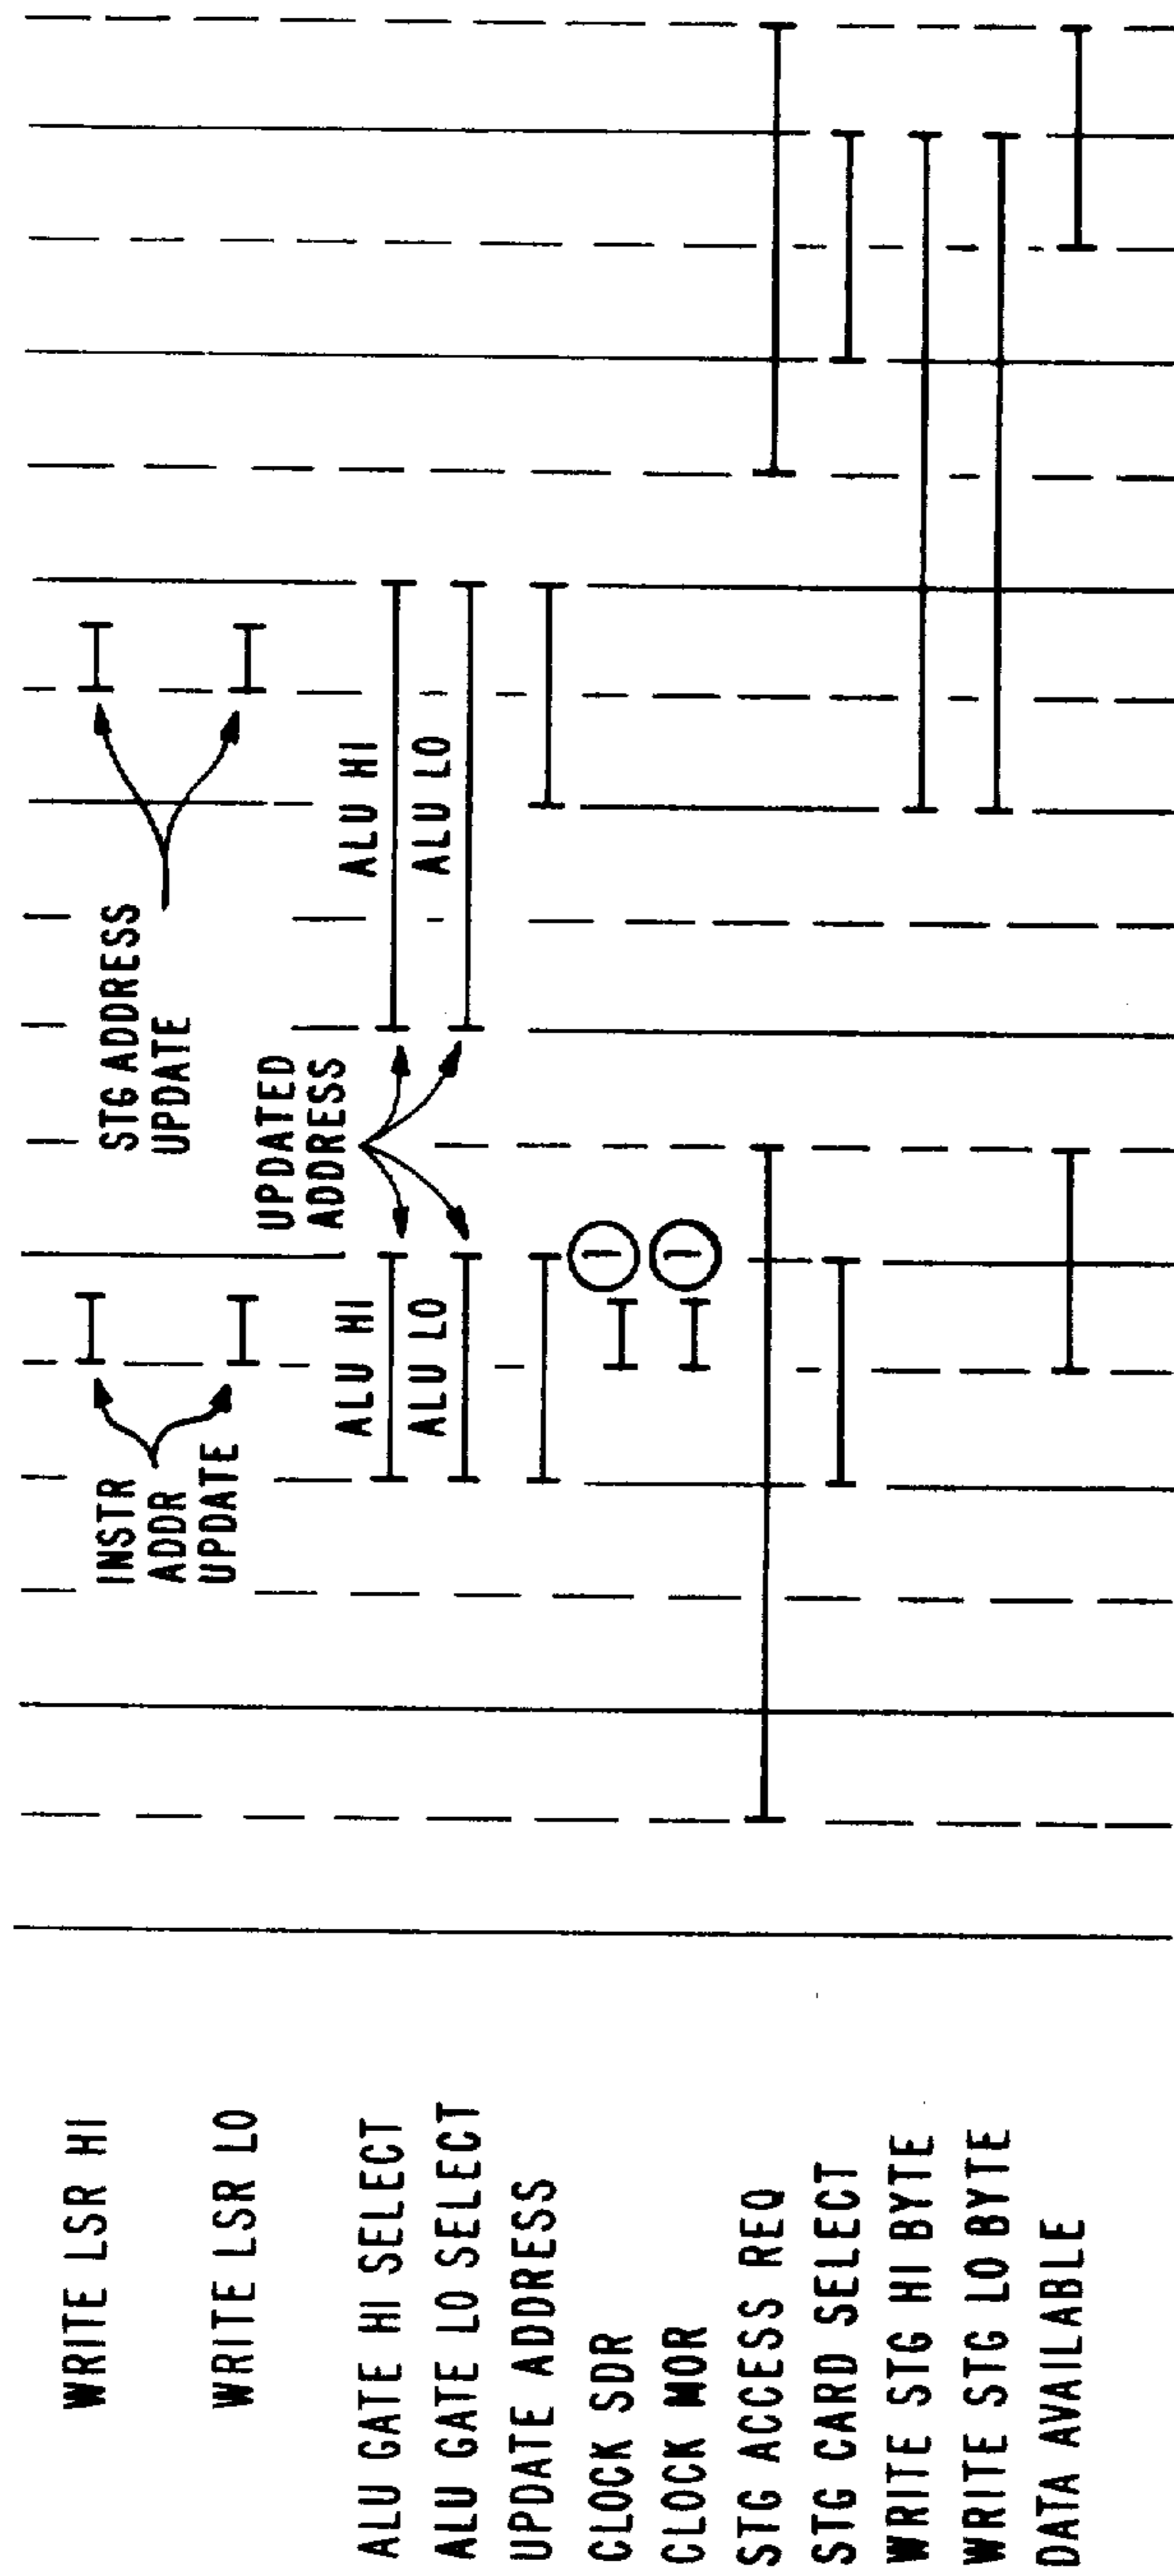 WRITE LSR HI
INSTR
ADDR
UPDATE
STG ADDRESS
UPDATE
WRITE LSR LO
UPDATED
ADDRESS
ALU HI
ALU HI
ALU GATE HI SELECT
ALU LO
ALU LO
ALU GATE LO SELECT
UPDATE ADDRESS
CLOCK SDR
1
CLOCK MOR
1
STG ACCESS REQ
STG CARD SELECT
WRITE STG HI BYTE
WRITE STG LO BYTE
DATA AVAILABLE